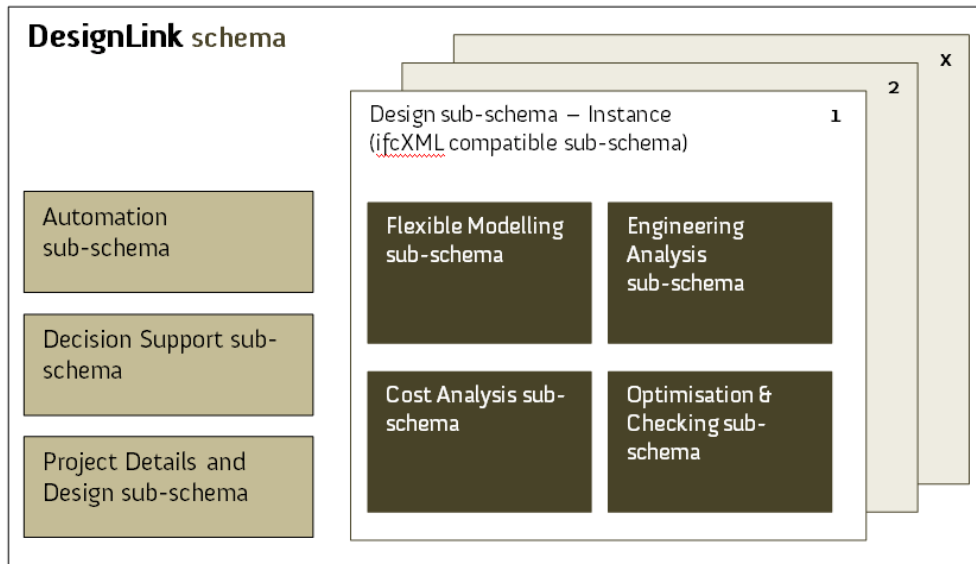 DesignLink schema
x
2
1
Design sub-schema – Instance
(ifcXML compatible sub-schema)
Automation
sub-schema
Decision Support sub-
schema
Project Details and
Design sub-schema
Flexible Modelling
sub-schema
Engineering
Analysis
sub-schema
Cost Analysis sub-
schema
Optimisation &
Checking sub-
schema